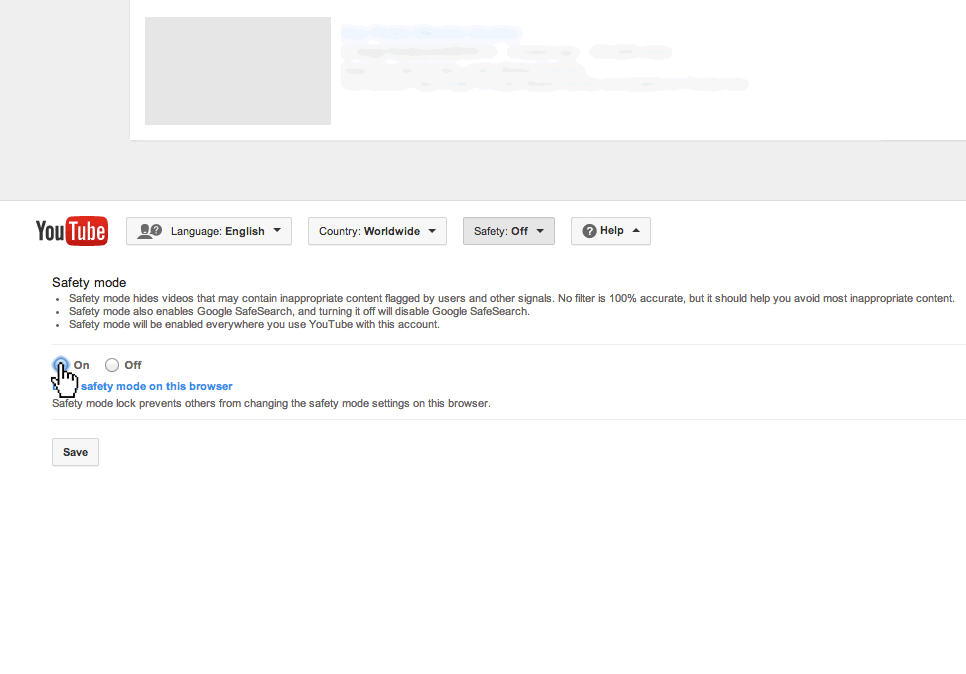 YouTube Language: English Country: Worldwide Safety: Off ? Help
Safety mode
• Safety mode hides videos that may contain inappropriate content flagged by users and other signals. No filter is 100% accurate, but it should help you avoid most inappropriate content.
• Safety mode also enables Google SafeSearch, and turning it off will disable Google SafeSearch.
• Safety mode will be enabled everywhere you use YouTube with this account.
On Off
safety mode on this browser
Safety mode lock prevents others from changing the safety mode settings on this browser.
Save